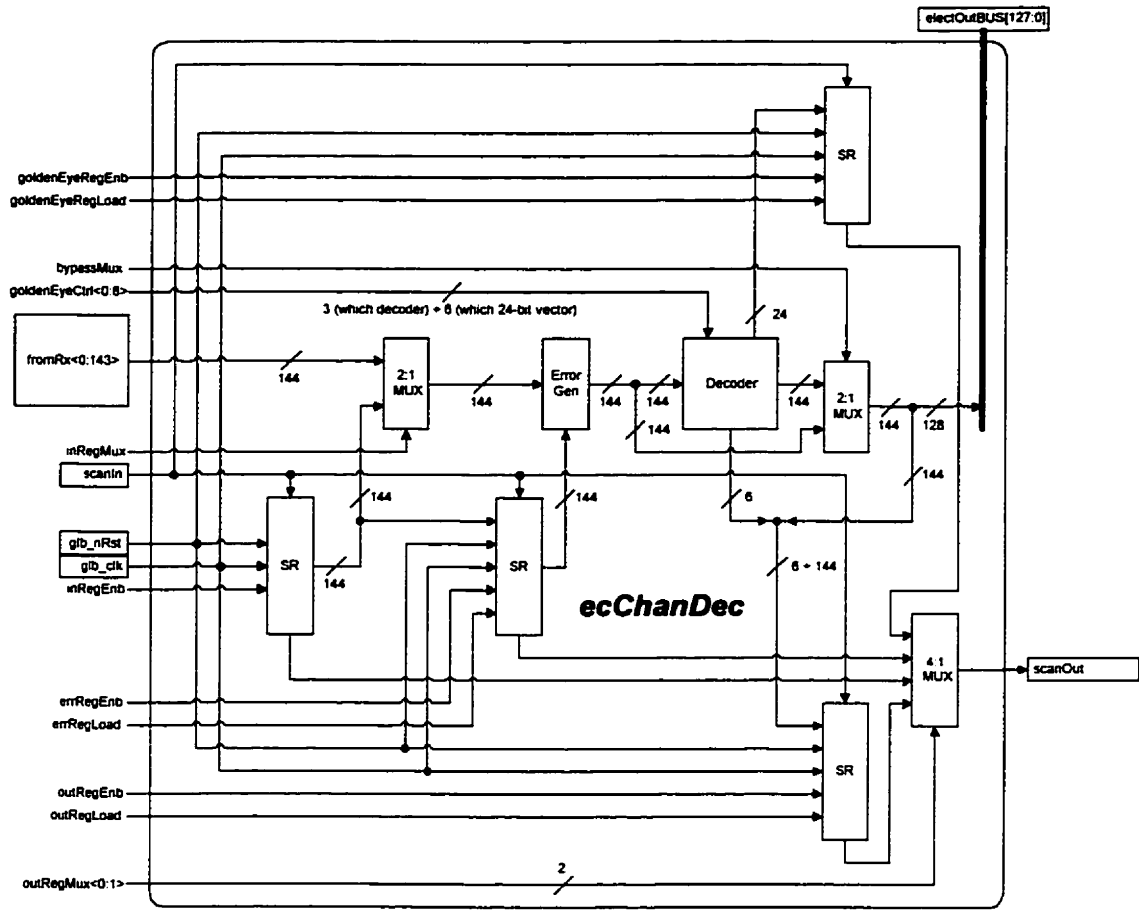 electOutBUS[127:0]
SR
goldenEyeRegEnb
goldenEyeRegLoad
bypassMux
goldenEyeCtrl<0:8>
3 (which decoder) + 6 (which 24-bit vector)
24
fromRx<0:143>
144
2:1
MUX
144
Error
Gen
144
144
144
Decoder
144
2:1
MUX
144
128
144
inRegMux
scanIn
144
144
6
glb_nRst
glb_clk
inRegEnb
SR
144
SR
6 + 144
ecChanDec
4:1
MUX
scanOut
errRegEnb
errRegLoad
SR
outRegEnb
outRegLoad
2
outRegMux<0:1>